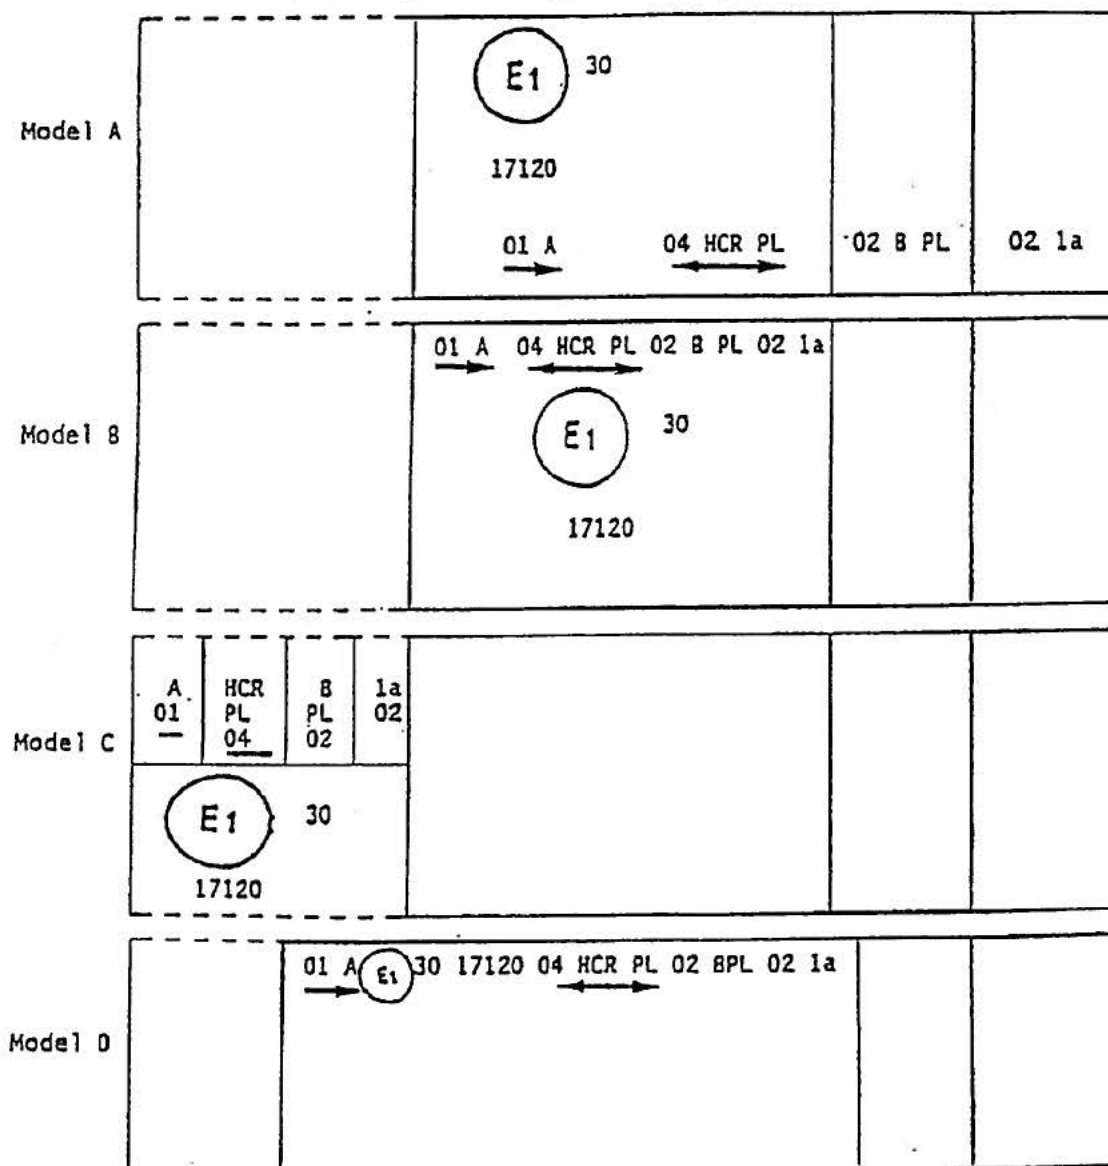 Model A
E1 30
17120
01 A 04 HCR PL 02 B PL 02 1a
Model B
01 A 04 HCR PL 02 B PL 02 1a
E1 30
17120
Model C
A HCR B 1a
01 PL PL 02
04 02
E1 30
17120
Model D
01 A E1 30 17120 04 HCR PL 02 BPL 02 1a